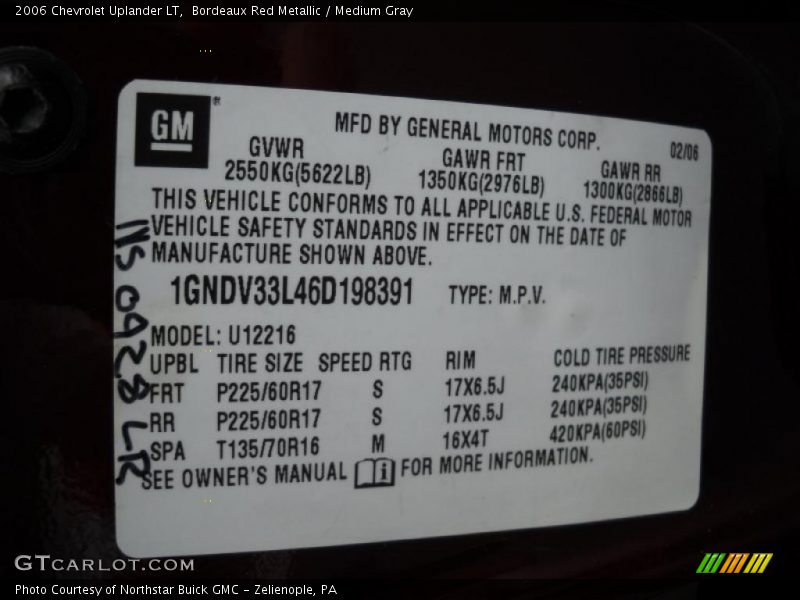 2006 Chevrolet Uplander LT,  Bordeaux Red Metallic / Medium Gray
GM®
MFD BY GENERAL MOTORS CORP. 02/06
GVWR GAWR FRT GAWR RR
2550KG(5622LB) 1350KG(2976LB) 1300KG(2866LB)
THIS VEHICLE CONFORMS TO ALL APPLICABLE U.S. FEDERAL MOTOR
VEHICLE SAFETY STANDARDS IN EFFECT ON THE DATE OF
MANUFACTURE SHOWN ABOVE.
1GNDV33L46D198391 TYPE: M.P.V.
MODEL: U12216
UPBL TIRE SIZE SPEED RTG RIM COLD TIRE PRESSURE
FRT P225/60R17 S 17X6.5J 240KPA(35PSI)
RR P225/60R17 S 17X6.5J 240KPA(35PSI)
SPA T135/70R16 M 16X4T 420KPA(60PSI)
SEE OWNER'S MANUAL i FOR MORE INFORMATION.
0928 LR
GTCARLOT.COM
Photo Courtesy of Northstar Buick GMC – Zelienople, PA